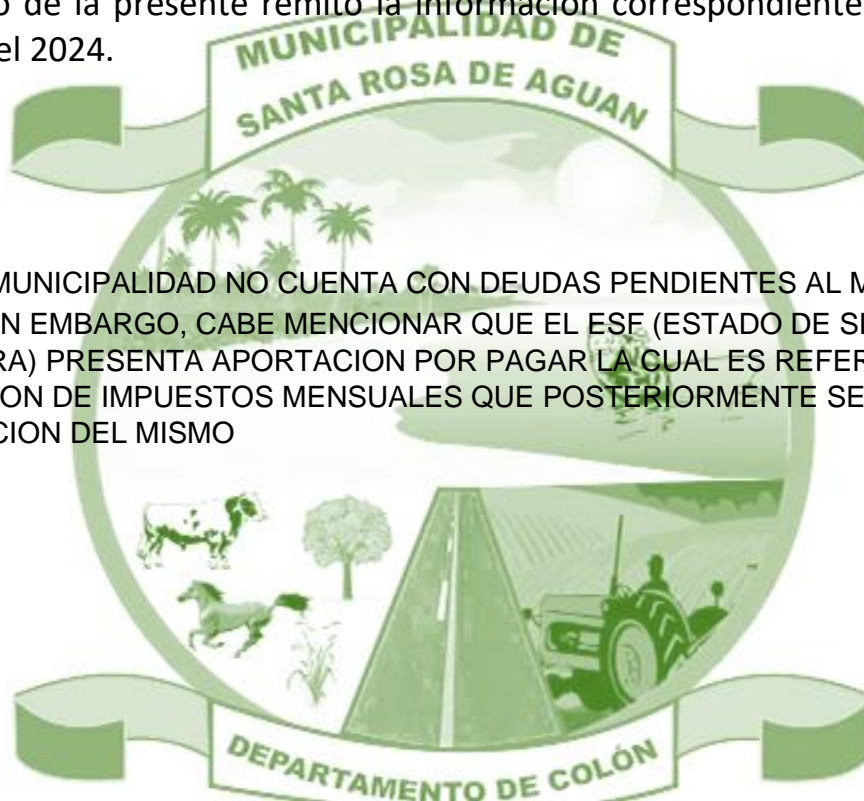 o de la presente remito la información correspondiente
el 2024.
MUNICIPALIDAD DE
SANTA ROSA DE AGUAN
MUNICIPALIDAD NO CUENTA CON DEUDAS PENDIENTES AL M
N EMBARGO, CABE MENCIONAR QUE EL ESF (ESTADO DE SI
RA) PRESENTA APORTACION POR PAGAR LA CUAL ES REFER
ON DE IMPUESTOS MENSUALES QUE POSTERIORMENTE SE
CION DEL MISMO
DEPARTAMENTO DE COLÓN